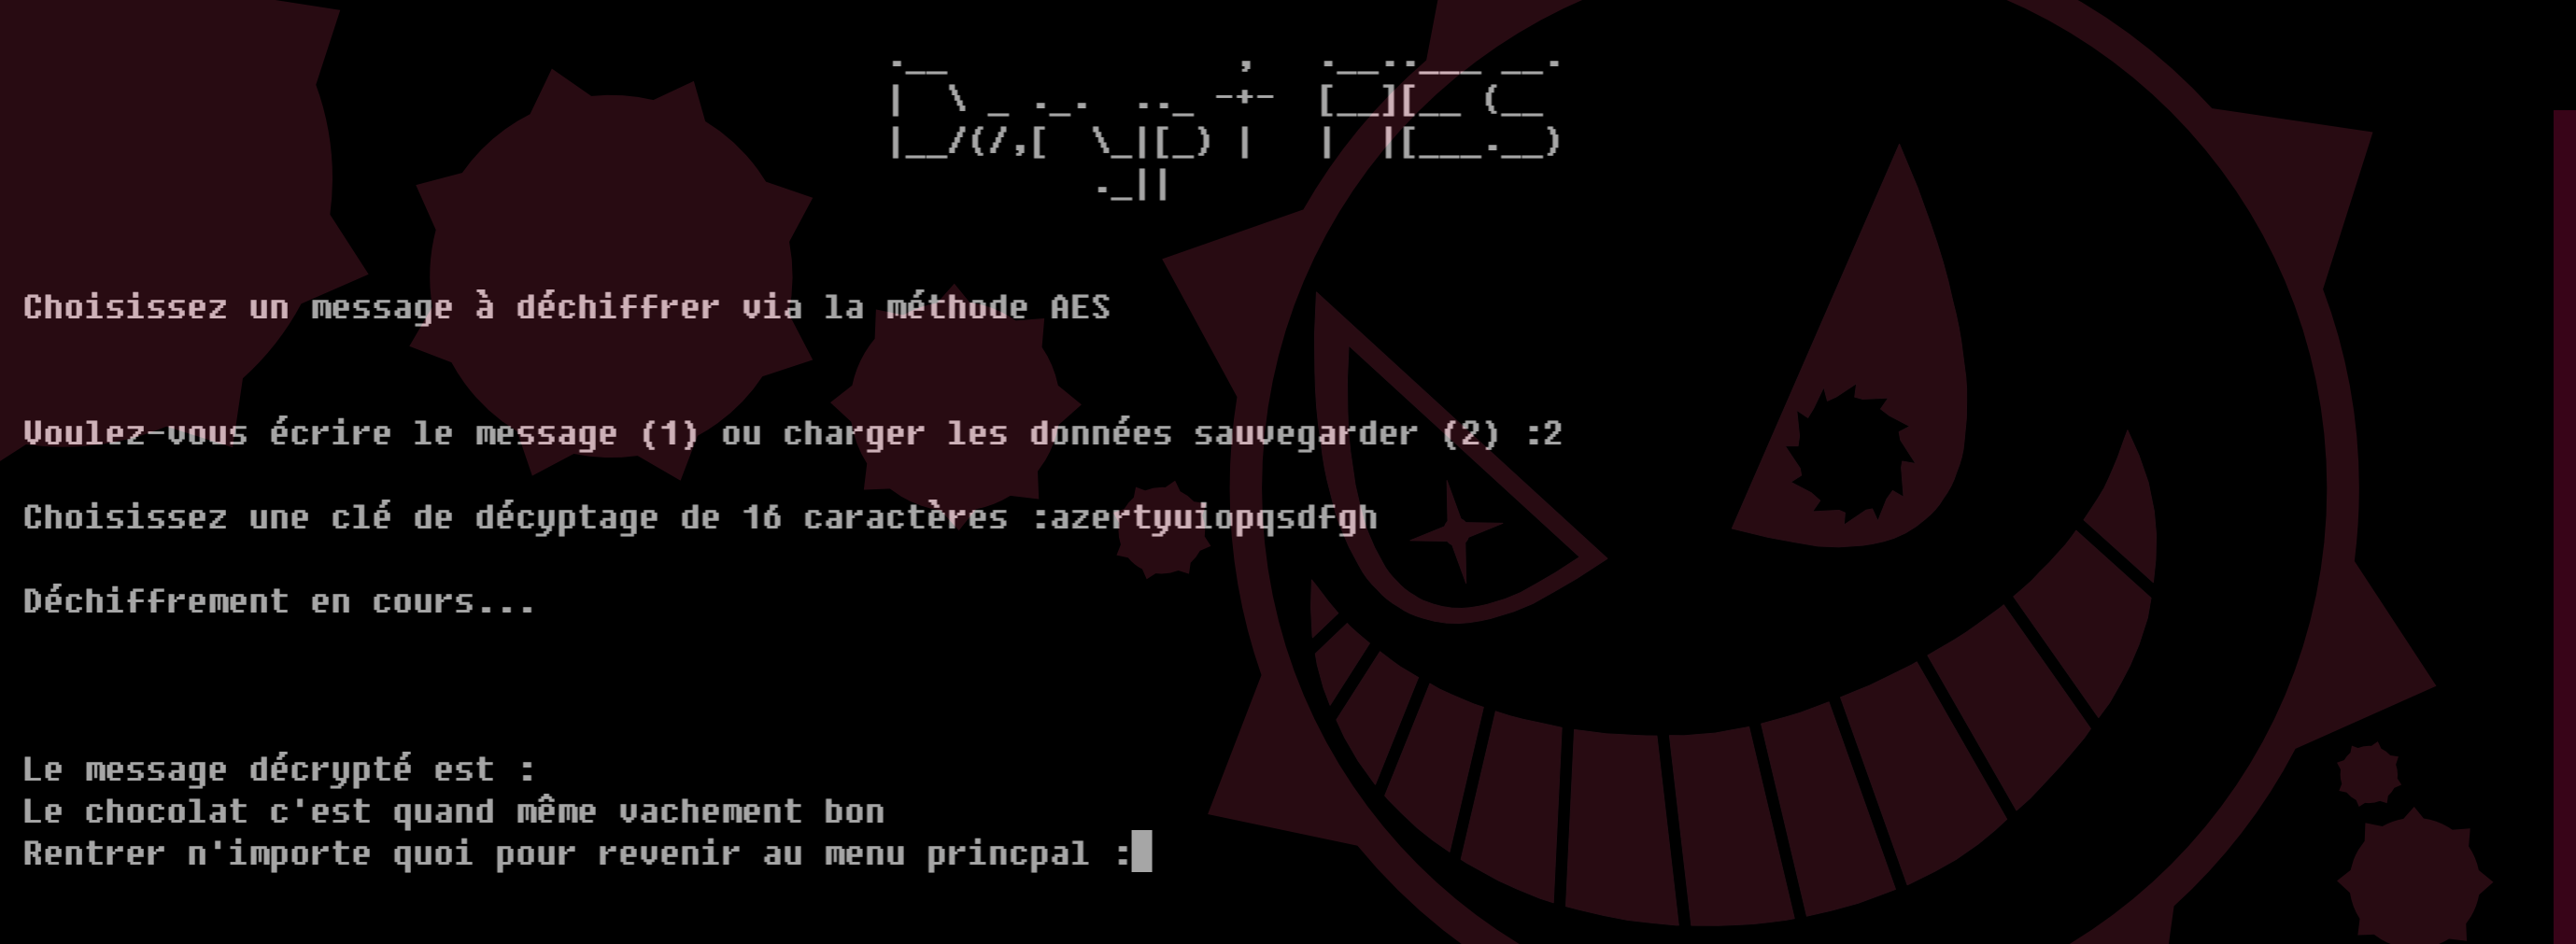 Decrypt AES
Choisissez un message à déchiffrer via la méthode AES
Voulez-vous écrire le message (1) ou charger les données sauvegarder (2) :2
Choisissez une clé de décyptage de 16 caractères :azertyuiopqsdfgh
Déchiffrement en cours...
Le message décrypté est :
Le chocolat c'est quand même vachement bon
Rentrer n'importe quoi pour revenir au menu princpal :